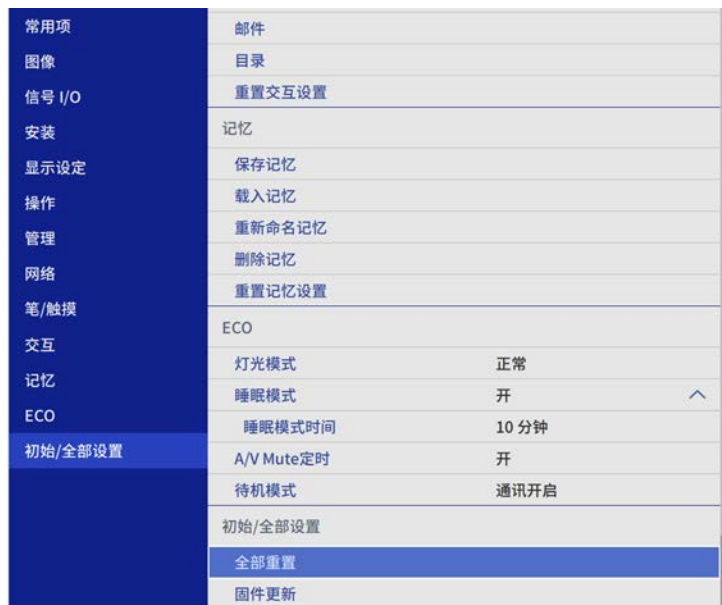 常用项
图像
信号 I/O
安装
显示设定
操作
管理
网络
笔/触摸
交互
记忆
ECO
初始/全部设置
邮件
目录
重置交互设置
记忆
保存记忆
载入记忆
重新命名记忆
删除记忆
重置记忆设置
ECO
灯光模式 正常
睡眠模式 开
睡眠模式时间 10 分钟
A/V Mute定时 开
待机模式 通讯开启
初始/全部设置
全部重置
固件更新